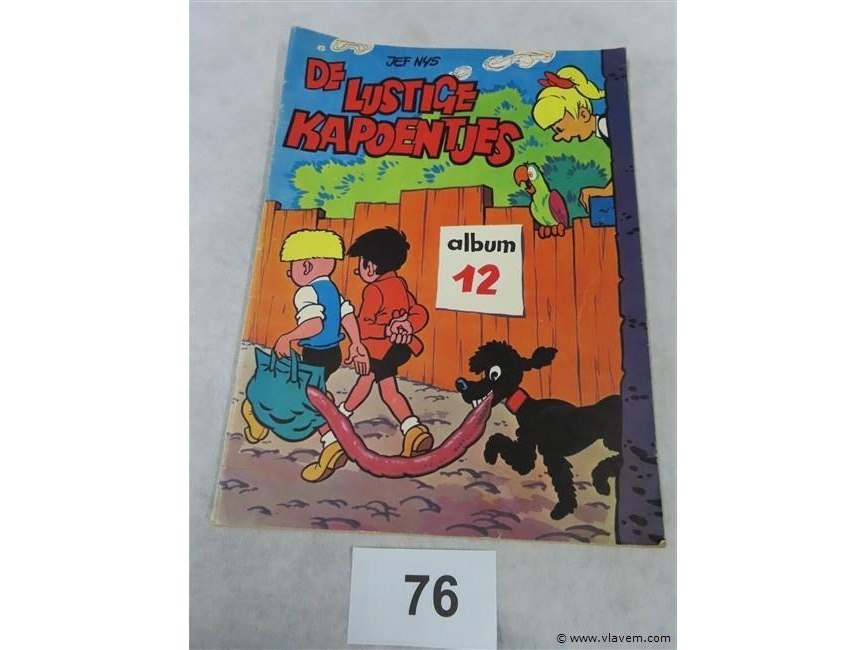 JEF NYS
DE
LUSTIGE
KAPOENTJES
album
12
76
© www.vlavem.com